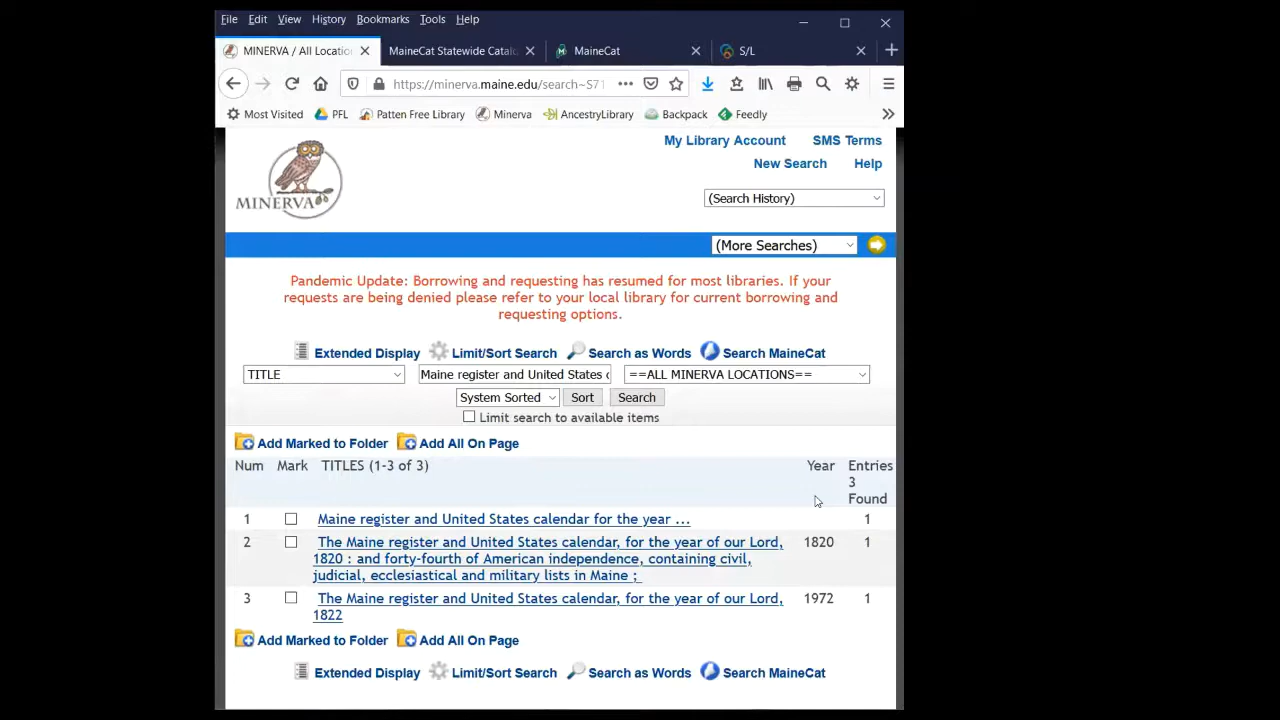 File Edit View History Bookmarks Tools Help
MINERVA / All Locatio
MaineCat Statewide Catal
MaineCat
S/L
https://minerva.maine.edu/search~S71
Most Visited PFL Patten Free Library Minerva AncestryLibrary Backpack Feedly
MINERVA
My Library Account SMS Terms
New Search Help
(Search History)
(More Searches)
Pandemic Update: Borrowing and requesting has resumed for most libraries. If your
requests are being denied please refer to your local library for current borrowing and
requesting options.
Extended Display Limit/Sort Search Search as Words Search MaineCat
TITLE Maine register and United States c ==ALL MINERVA LOCATIONS==
System Sorted Sort Search
Limit search to available items
Add Marked to Folder Add All On Page
Num Mark TITLES (1-3 of 3) Year Entries
3
Found
1 Maine register and United States calendar for the year ... 1
2 The Maine register and United States calendar, for the year of our Lord, 1820 1
1820 : and forty-fourth of American independence, containing civil,
judicial, ecclesiastical and military lists in Maine ;
3 The Maine register and United States calendar, for the year of our Lord, 1972 1
1822
Add Marked to Folder Add All On Page
Extended Display Limit/Sort Search Search as Words Search MaineCat